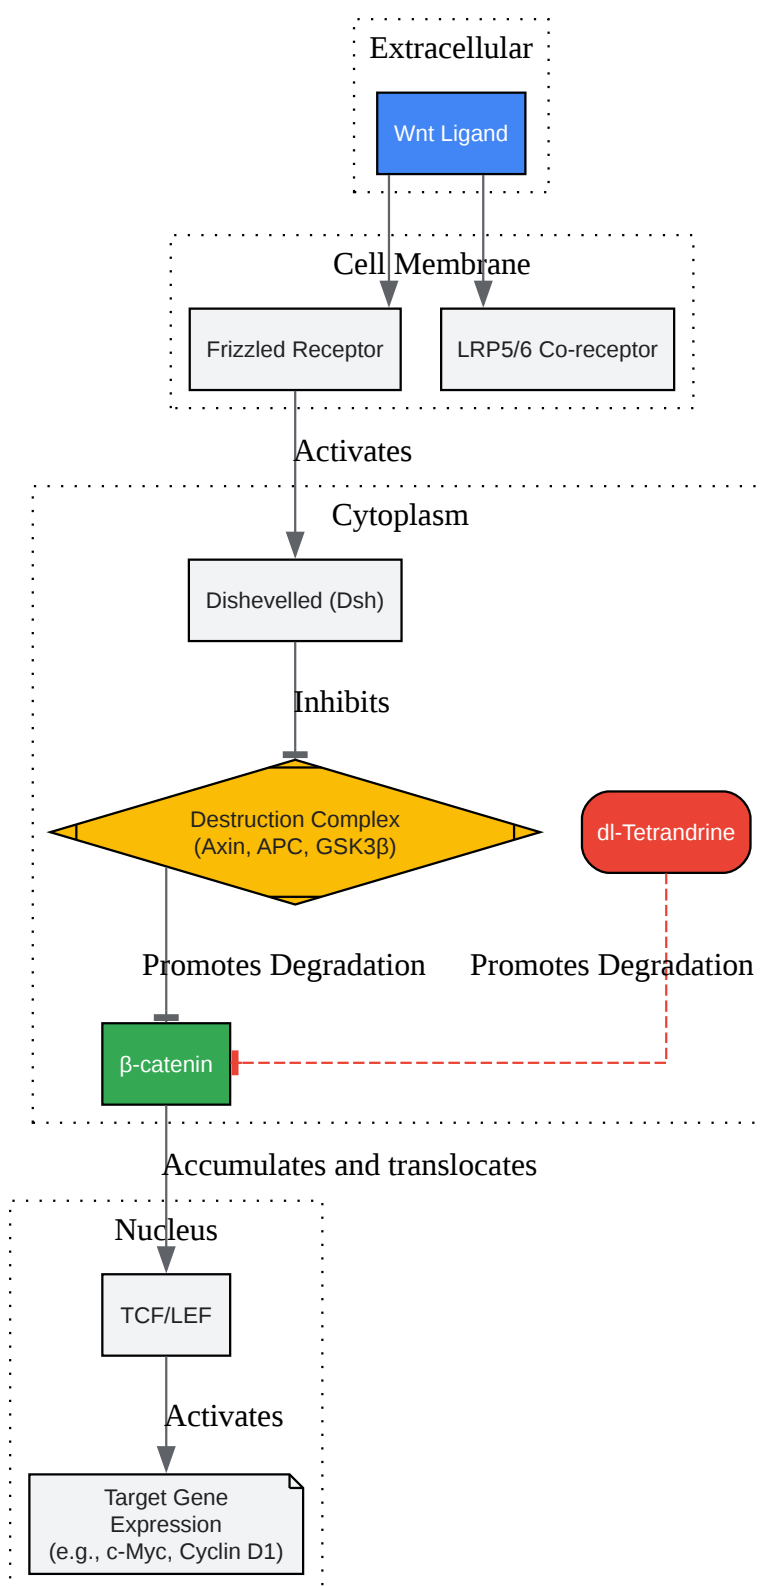 Extracellular
Wnt Ligand
Cell Membrane
Frizzled Receptor
LRP5/6 Co-receptor
Activates
Cytoplasm
Dishevelled (Dsh)
Inhibits
Destruction Complex
(Axin, APC, GSK3β)
dl-Tetrandrine
Promotes Degradation
Promotes Degradation
β-catenin
Accumulates and translocates
Nucleus
TCF/LEF
Activates
Target Gene
Expression
(e.g., c-Myc, Cyclin D1)